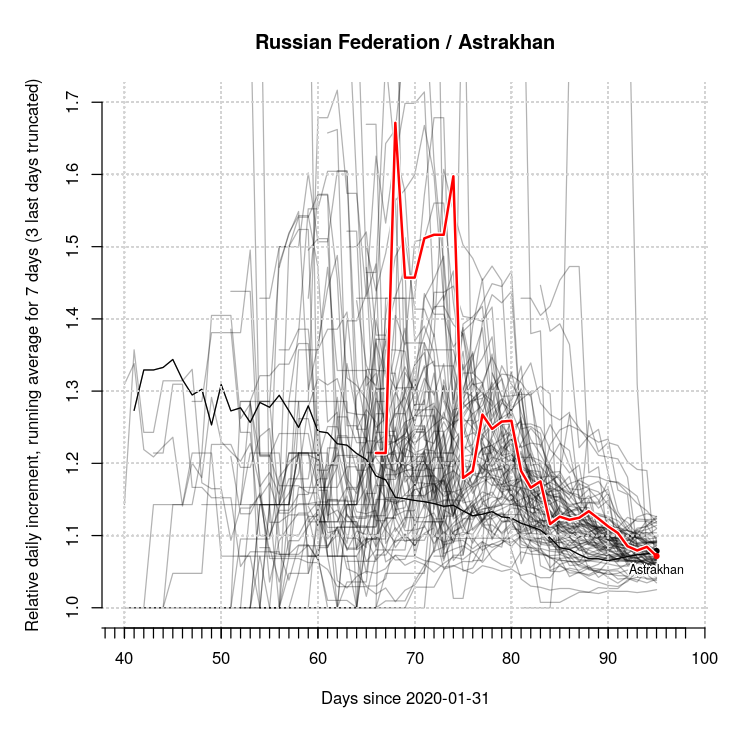 Russian Federation / Astrakhan
Relative daily increment, running average for 7 days (3 last days truncated)
1.7
1.6
1.5
1.4
1.3
1.2
1.1
1.0
Astrakhan
40 50 60 70 80 90 100
Days since 2020-01-31